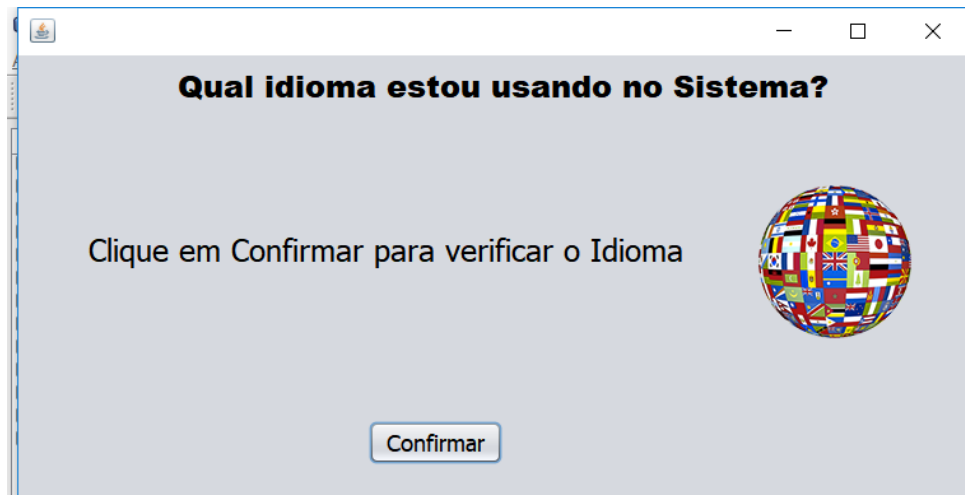 Qual idioma estou usando no Sistema?
Clique em Confirmar para verificar o Idioma
Confirmar